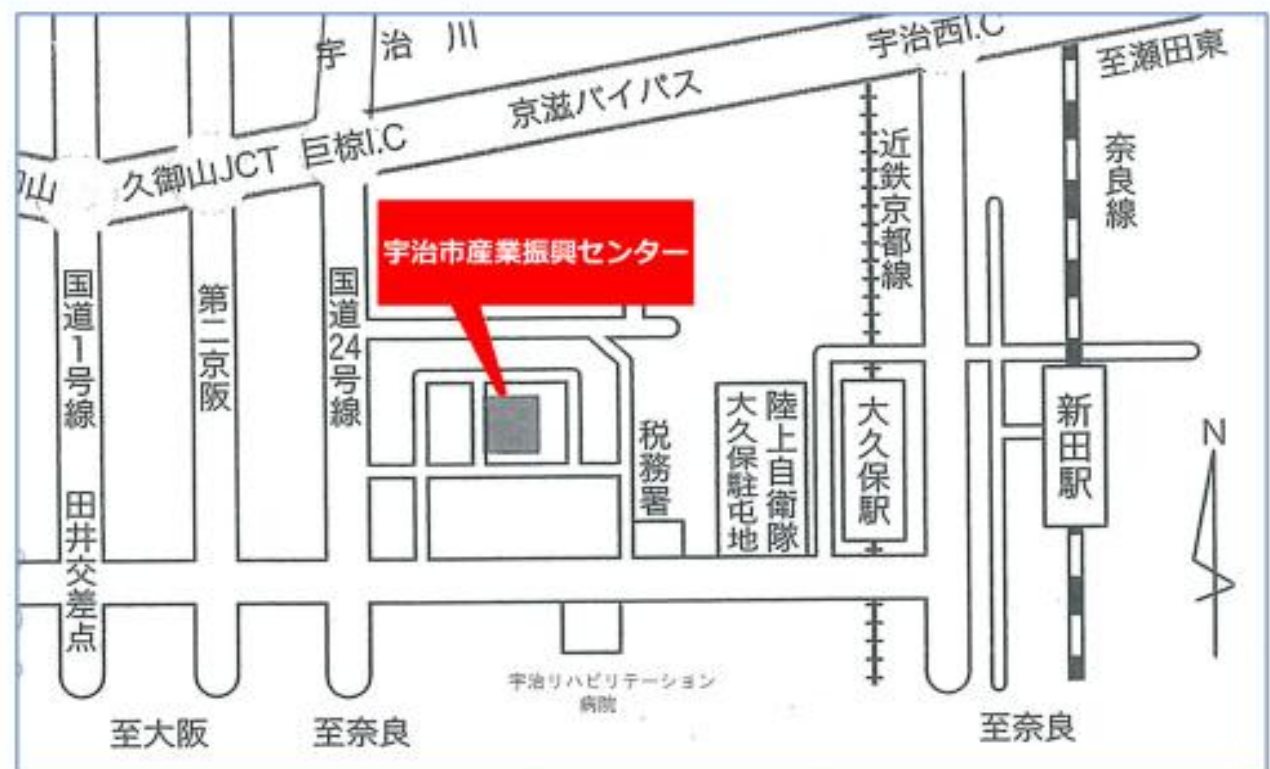 宇治川
宇治西I.C
至瀬田東
京滋バイパス
巨椋I.C
久御山JCT
山
近鉄京都線
奈良線
宇治市産業振興センター
国道1号線
第二京阪
国道24号線
税務署
陸上自衛隊
大久保駐屯地
大久保駅
新田駅
N
田井交差点
宇治リハビリテーション
病院
至大阪
至奈良
至奈良